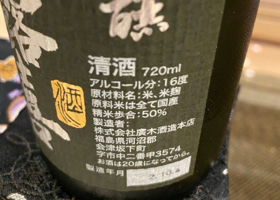 清酒 720ml
アルコール分:16度
原材料名:米、米麹
原料米は全て国産
精米歩合:50%
製造者:
株式会社廣木酒造本店
福島県河沼郡
会津坂下町
字市中二番甲3574
お酒は20歳になってから。
製造年月
酒